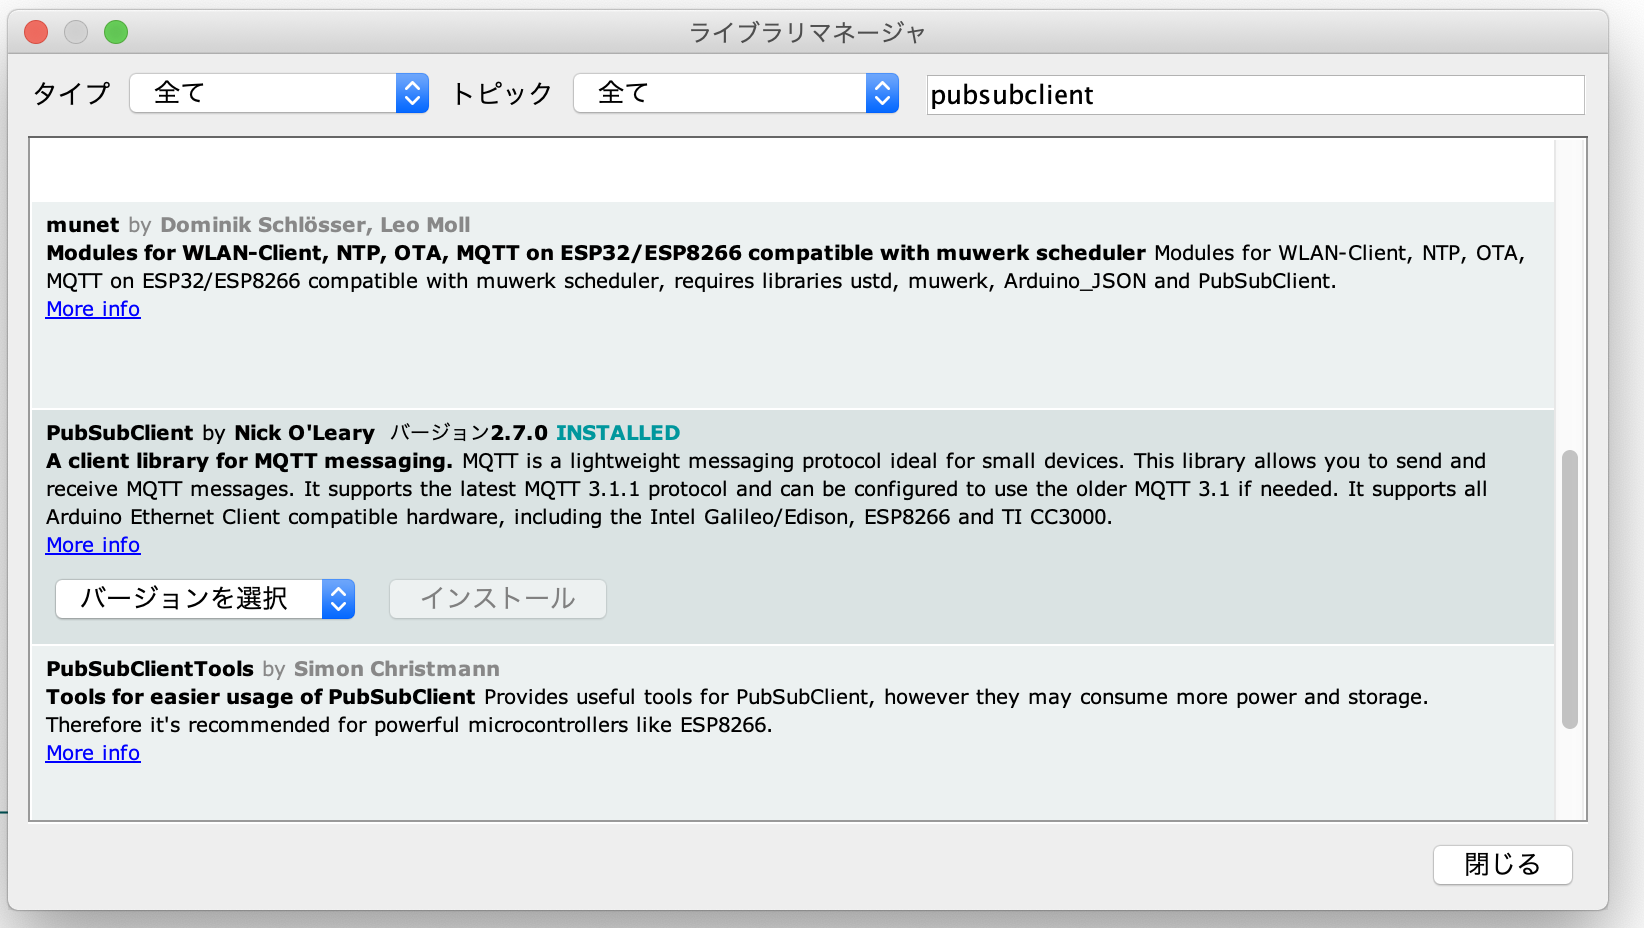 ライブラリマネージャ
タイプ 全て トピック 全て pubsubclient
munet by Dominik Schlösser, Leo Moll
Modules for WLAN-Client, NTP, OTA, MQTT on ESP32/ESP8266 compatible with muwerk scheduler Modules for WLAN-Client, NTP, OTA,
MQTT on ESP32/ESP8266 compatible with muwerk scheduler, requires libraries ustd, muwerk, Arduino_JSON and PubSubClient.
More info
PubSubClient by Nick O'Leary バージョン2.7.0 INSTALLED
A client library for MQTT messaging. MQTT is a lightweight messaging protocol ideal for small devices. This library allows you to send and
receive MQTT messages. It supports the latest MQTT 3.1.1 protocol and can be configured to use the older MQTT 3.1 if needed. It supports all
Arduino Ethernet Client compatible hardware, including the Intel Galileo/Edison, ESP8266 and TI CC3000.
More info
バージョンを選択 インストール
PubSubClientTools by Simon Christmann
Tools for easier usage of PubSubClient Provides useful tools for PubSubClient, however they may consume more power and storage.
Therefore it's recommended for powerful microcontrollers like ESP8266.
More info
閉じる